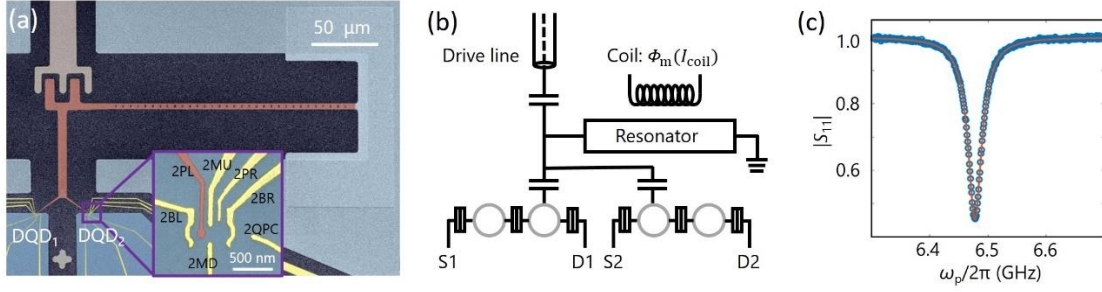 (a)
50 μm
2MU
2PL
2PR
2BR
2BL
2QPC
DQD₁
DQD₂
2MD
500 nm
(b)
Drive line
Coil: Φₘ(I_coil)
Resonator
S1
D1
S2
D2
(c)
|S₁₁|
1.0
0.8
0.6
6.4
6.5
6.6
ωₚ/2π (GHz)